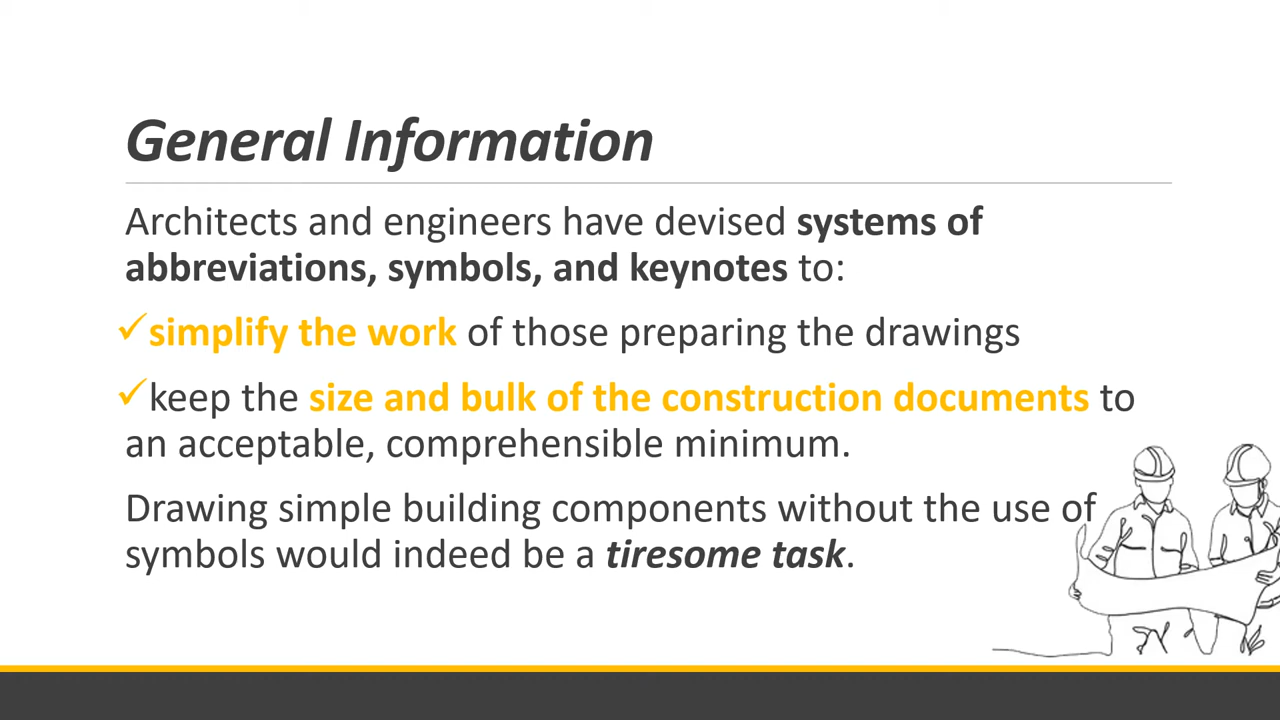 General Information
Architects and engineers have devised systems of
abbreviations, symbols, and keynotes to:
✓simplify the work of those preparing the drawings
✓keep the size and bulk of the construction documents to
an acceptable, comprehensible minimum.
Drawing simple building components without the use of
symbols would indeed be a tiresome task.